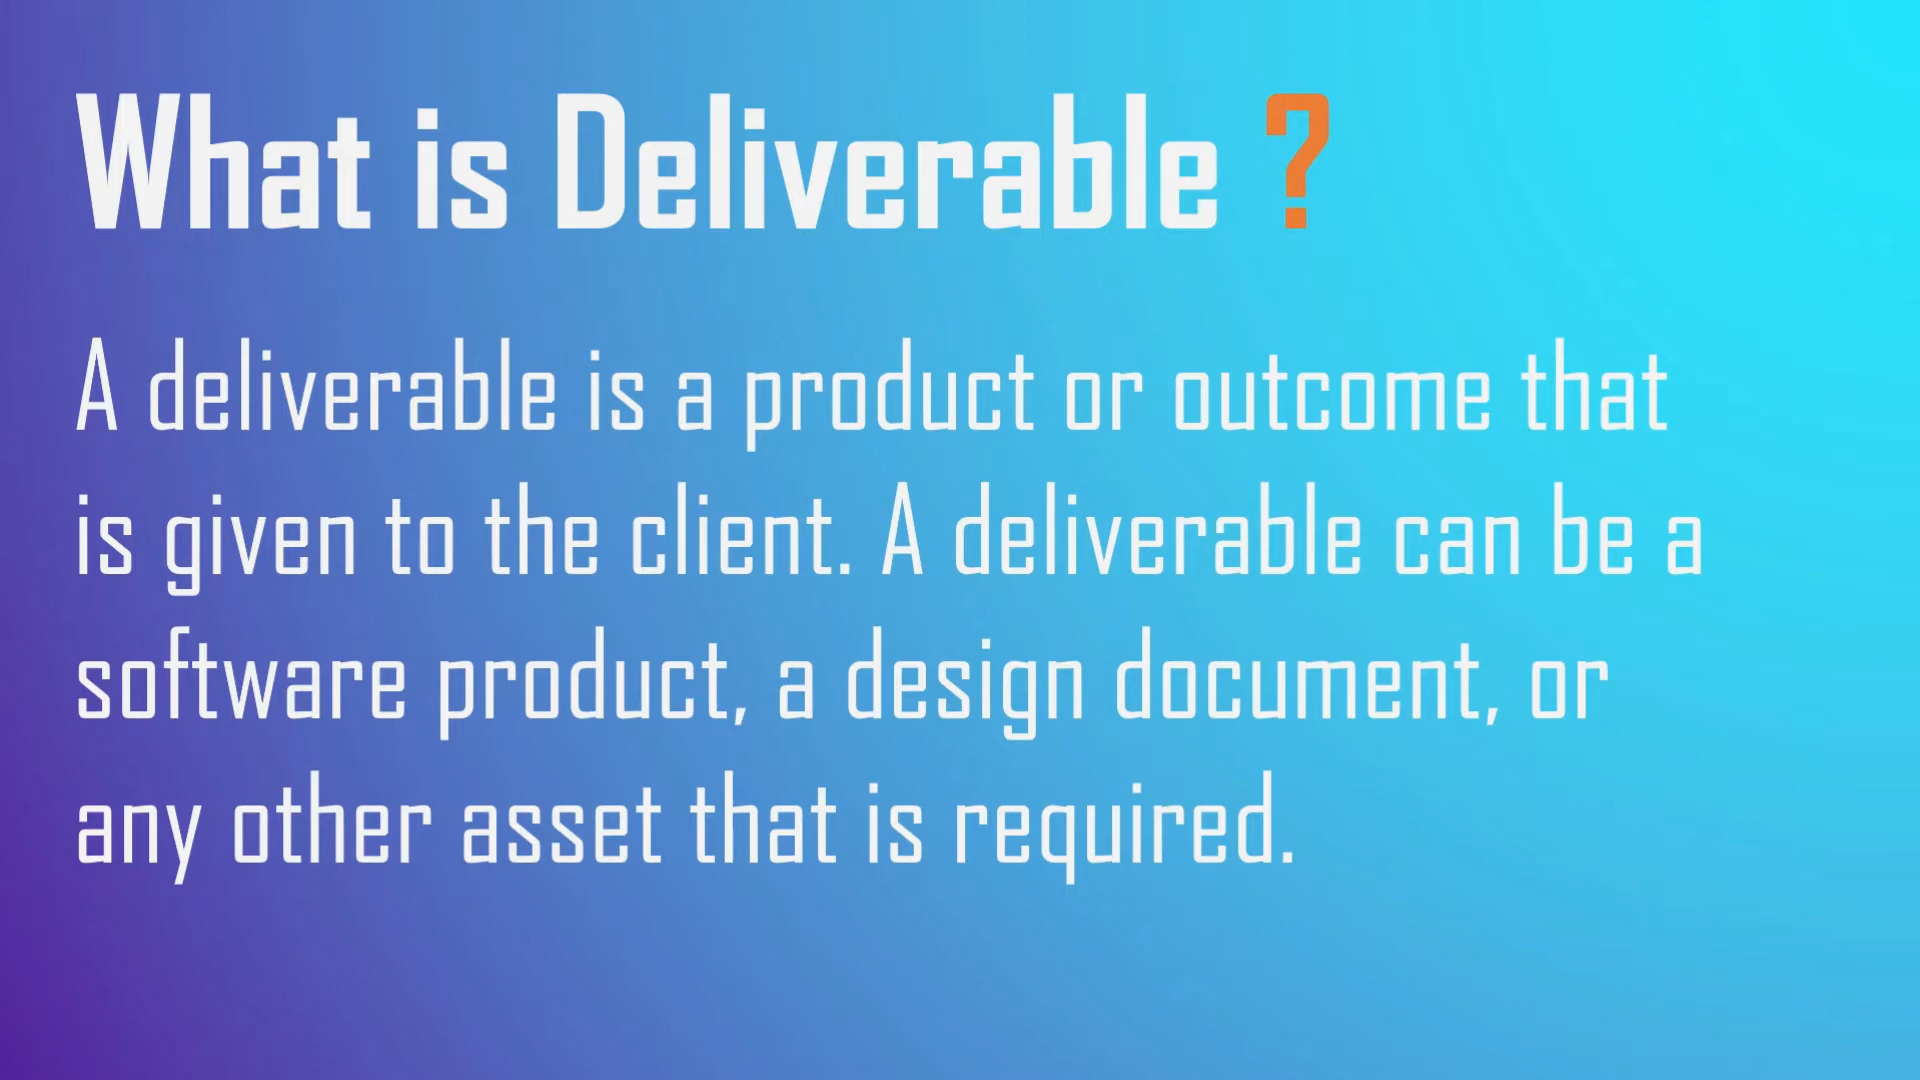 What is Deliverable ?
A deliverable is a product or outcome that
is given to the client. A deliverable can be a
software product, a design document, or
any other asset that is required.